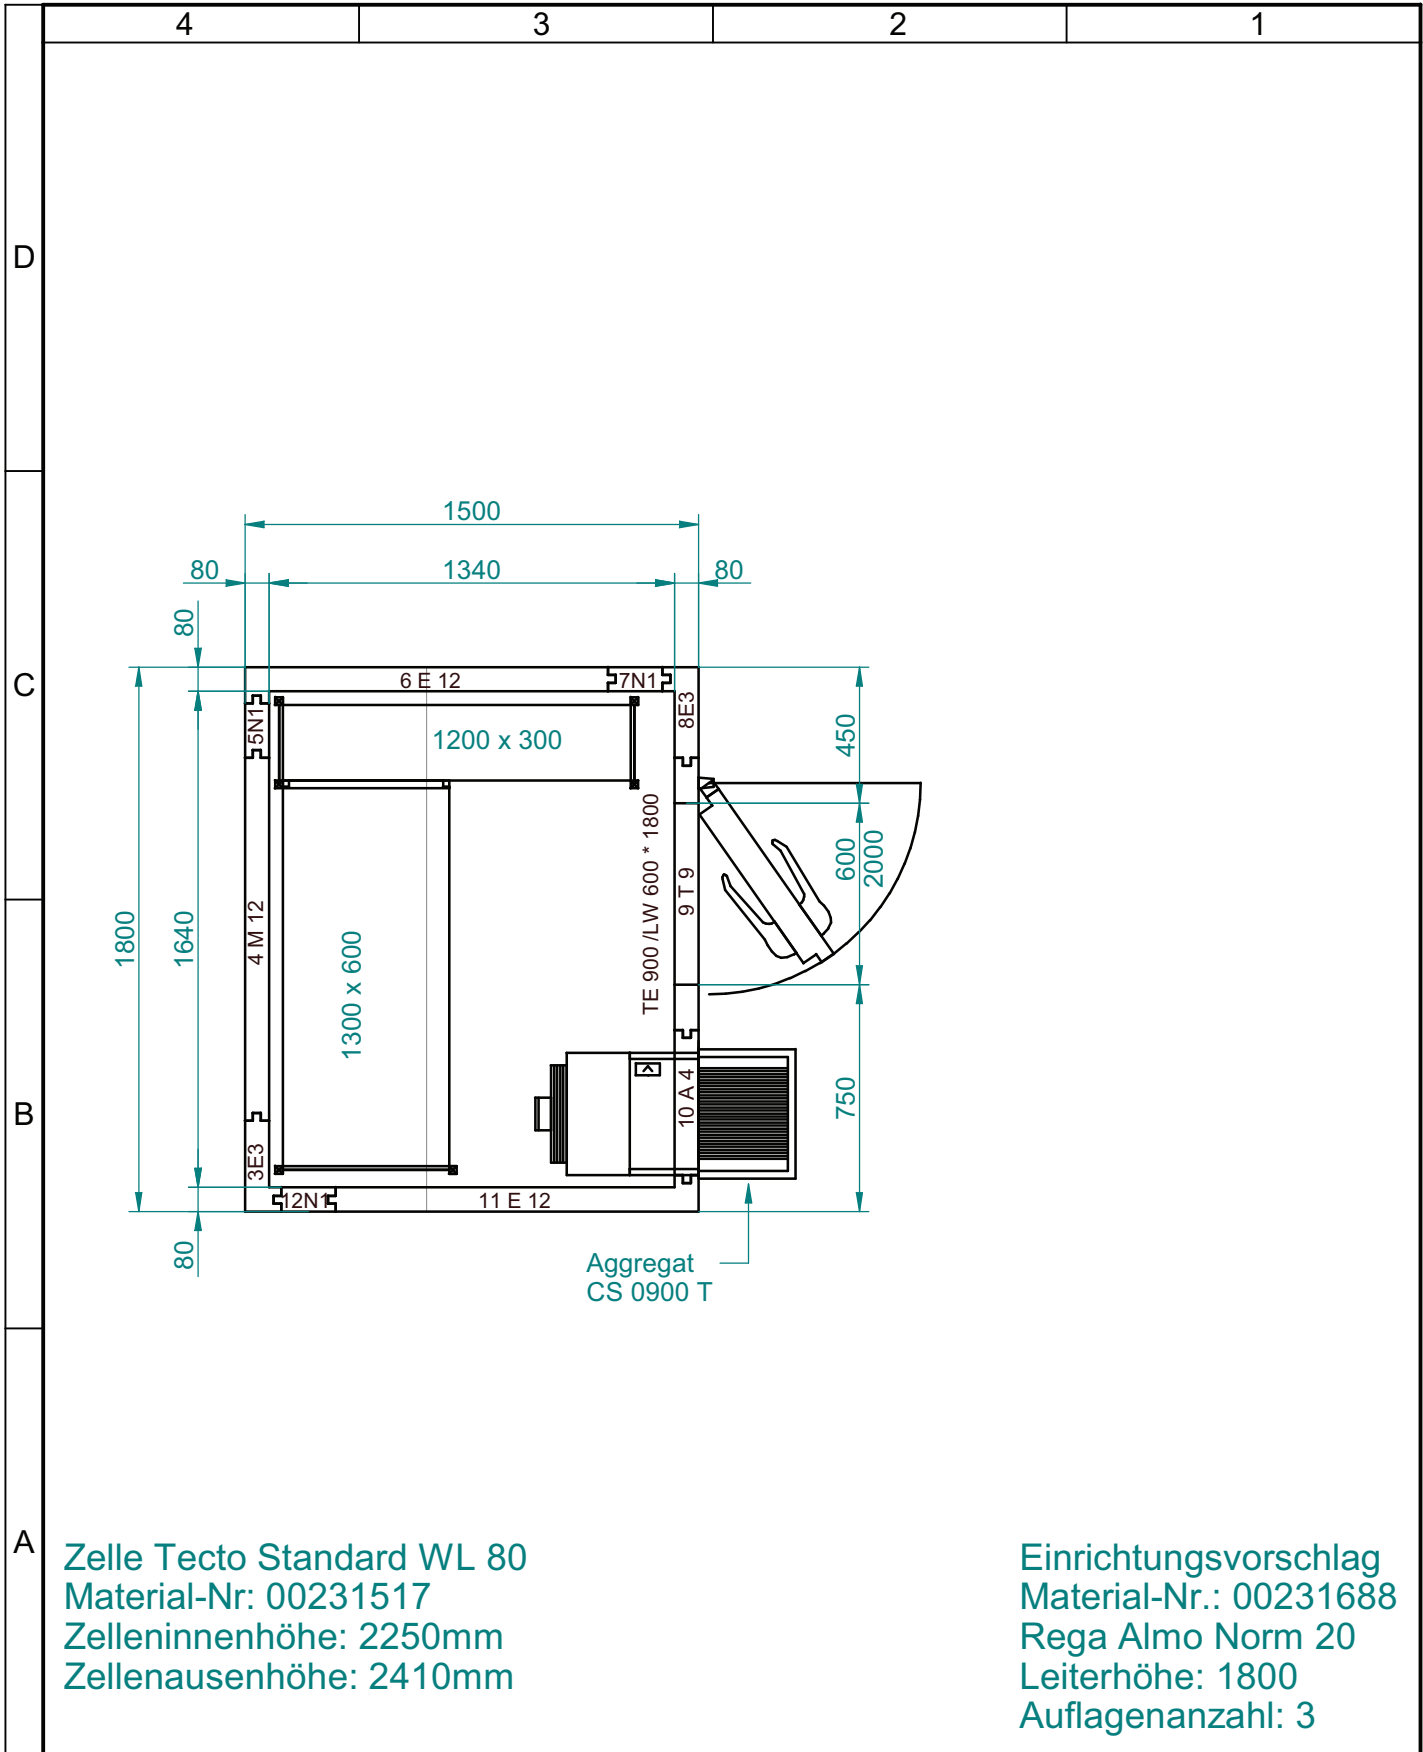 4 3 2 1
D
C
B
A
1500
80 1340 80
80
6 E 12 7N1
5N1
8E3
1200 x 300
450
TE 900 /LW 600 * 1800
9 T 9
600
2000
1800
1640
4 M 12
1300 x 600
10 A 4
750
3E3
12N1 11 E 12
80
Aggregat
CS 0900 T
Zelle Tecto Standard WL 80
Material-Nr: 00231517
Zelleninnenhöhe: 2250mm
Zellenausenhöhe: 2410mm
Einrichtungsvorschlag
Material-Nr.: 00231688
Rega Almo Norm 20
Leiterhöhe: 1800
Auflagenanzahl: 3